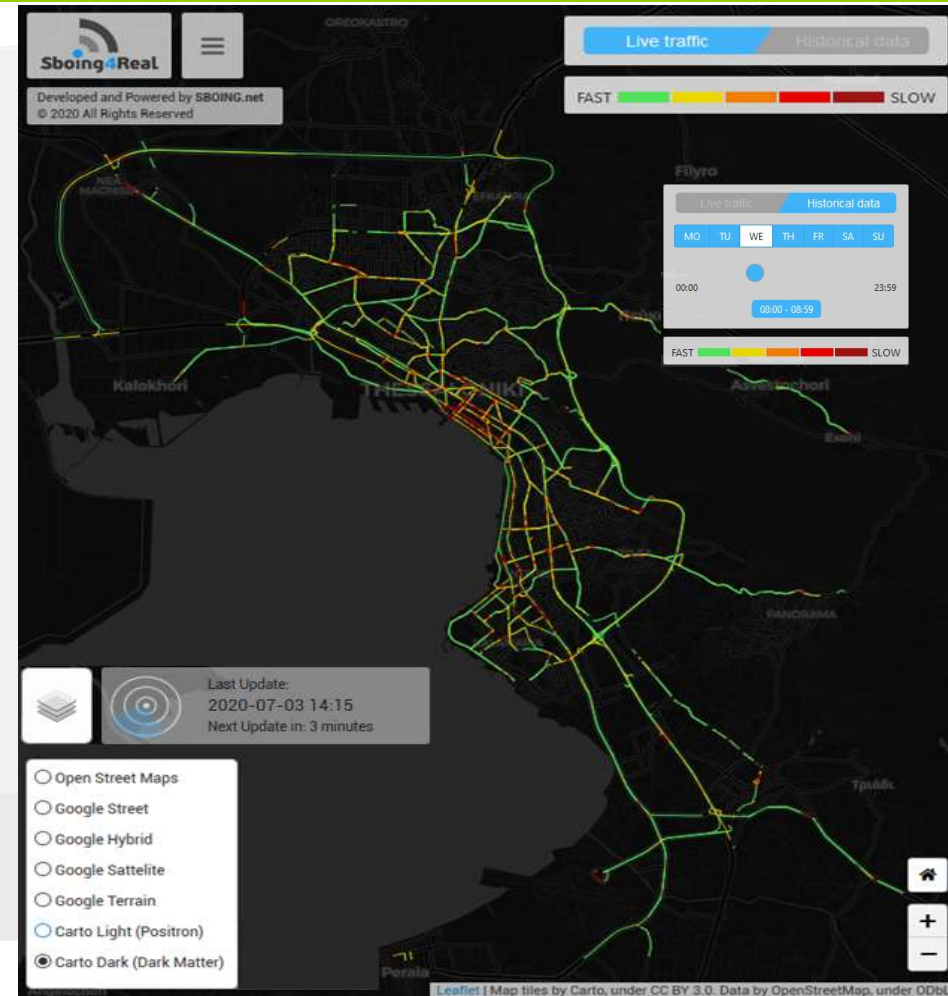 OREOKASTRO
Sboing4Real
Live traffic
Historical data
FAST
SLOW
Developed and Powered by SBOING.net
© 2020 All Rights Reserved
Filyro
NEA
MAGNISIA
Live traffic
Historical data
MO TU WE TH FR SA SU
00:00
23:59
08:00 - 08:59
FAST
SLOW
Kalokhori
Asvestochori
Exohi
PANORAMA
Last Update:
2020-07-03 14:15
Next Update in: 3 minutes
Open Street Maps
Google Street
Google Hybrid
Google Sattelite
Google Terrain
Carto Light (Positron)
Carto Dark (Dark Matter)
+
−
Peraia
Leaflet | Map tiles by Carto, under CC BY 3.0. Data by OpenStreetMap, under ODbL